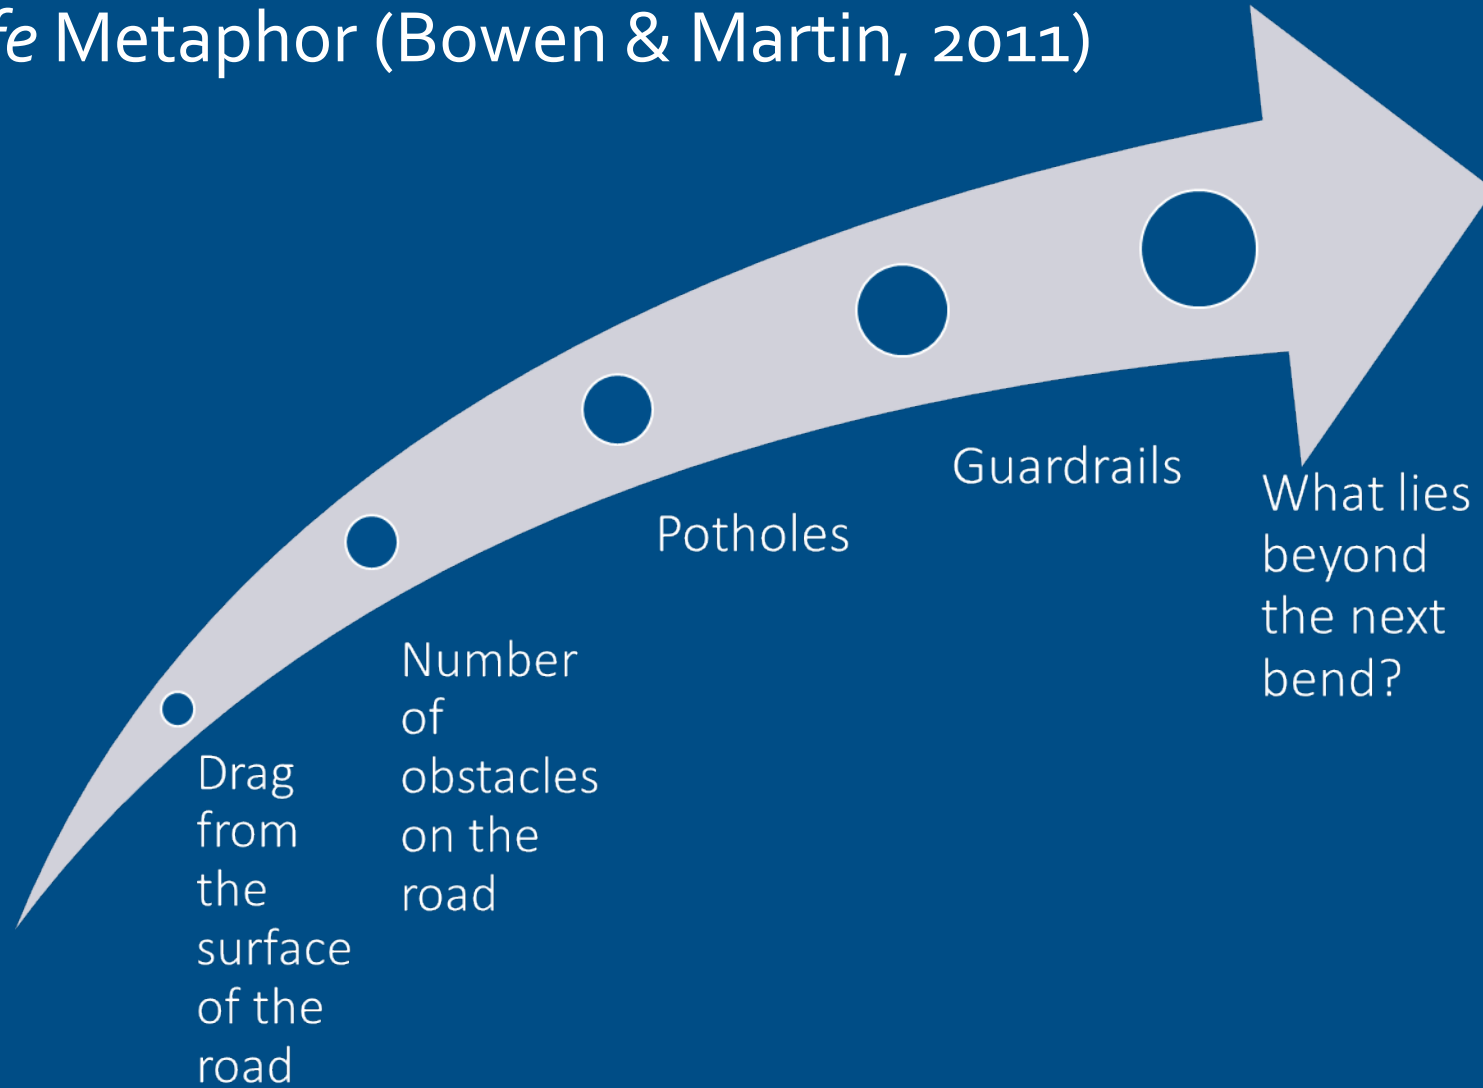 Metaphor (Bowen & Martin, 2011)
Drag
from
the
surface
of the
road
Number
of
obstacles
on the
road
Potholes
Guardrails
What lies
beyond
the next
bend?